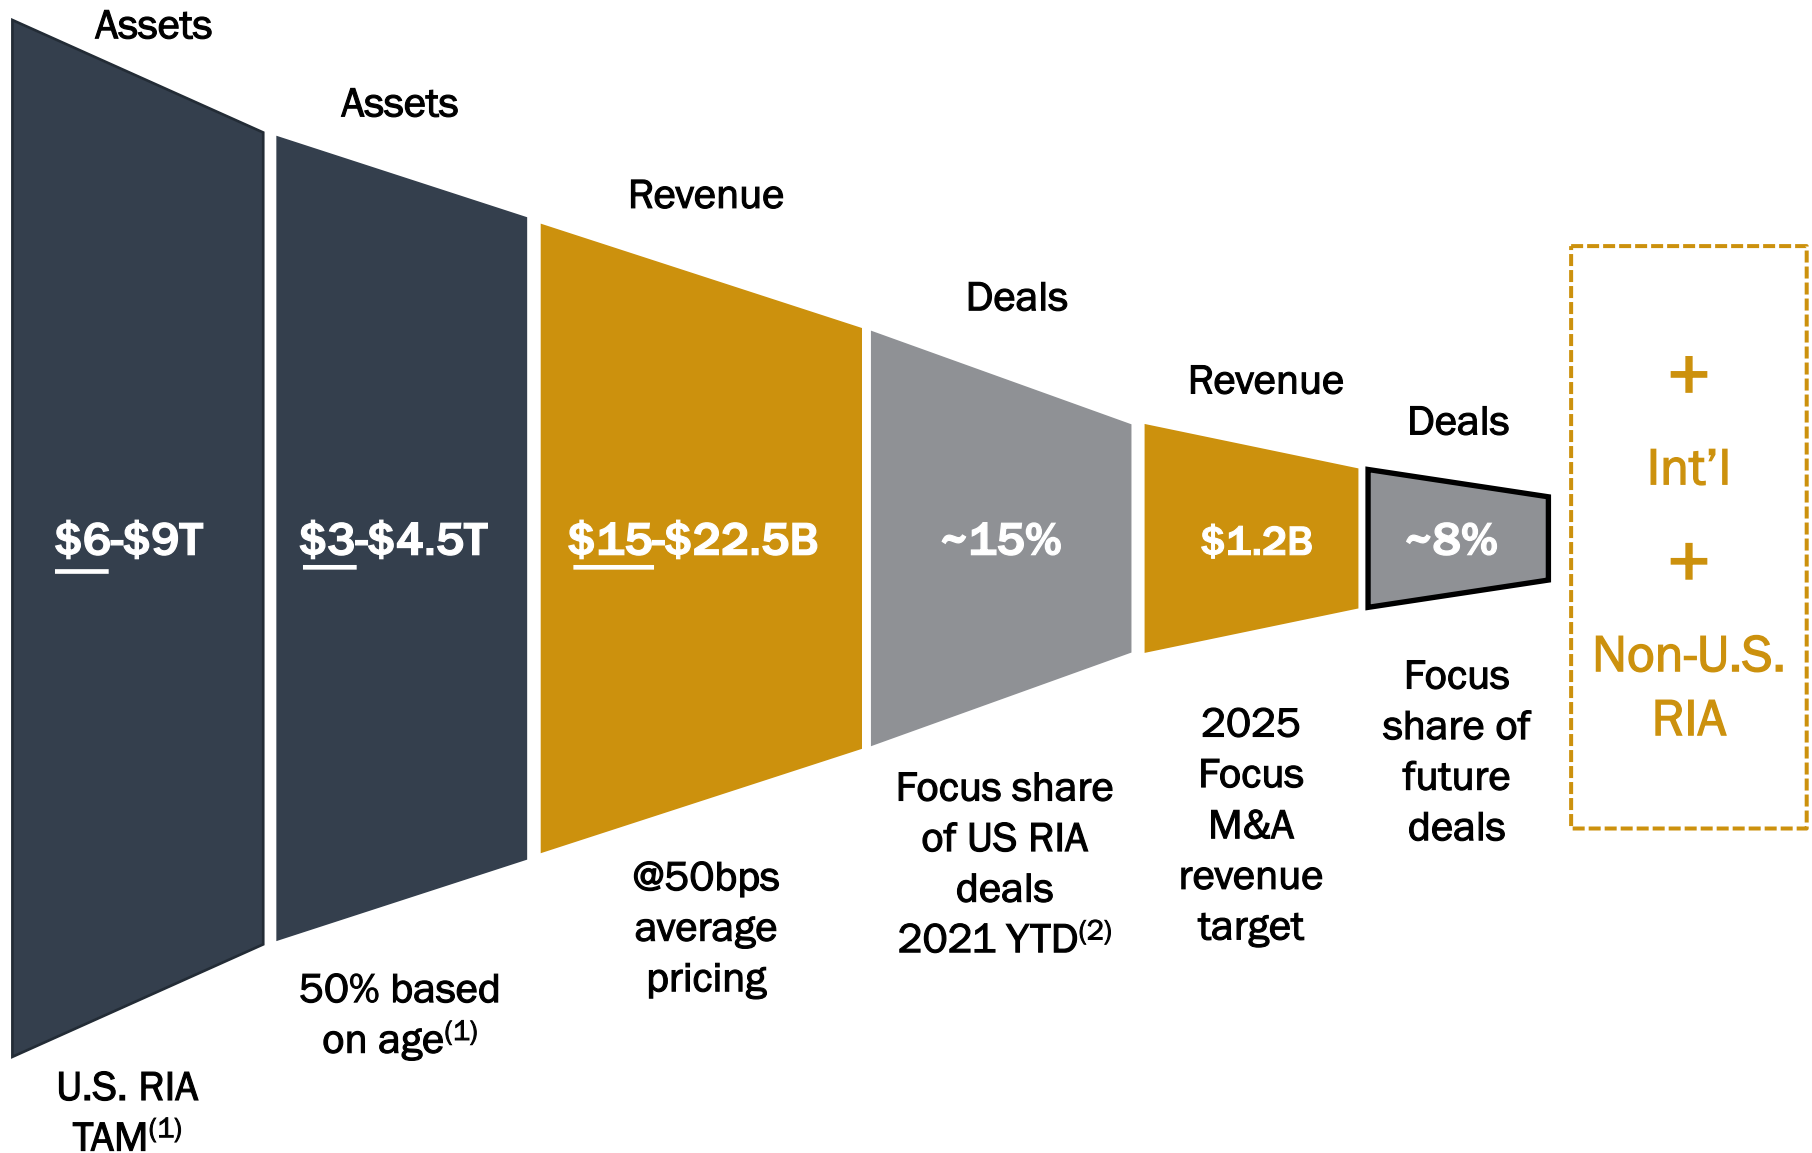 Assets
$6-$9T
U.S. RIA
TAM(1)
Assets
$3-$4.5T
50% based
on age(1)
Revenue
$15-$22.5B
@50bps
average
pricing
Deals
~15%
Focus share
of US RIA
deals
2021 YTD(2)
Revenue
$1.2B
2025
Focus
M&A
revenue
target
Deals
~8%
Focus
share of
future
deals
+
Int'l
+
Non-U.S.
RIA